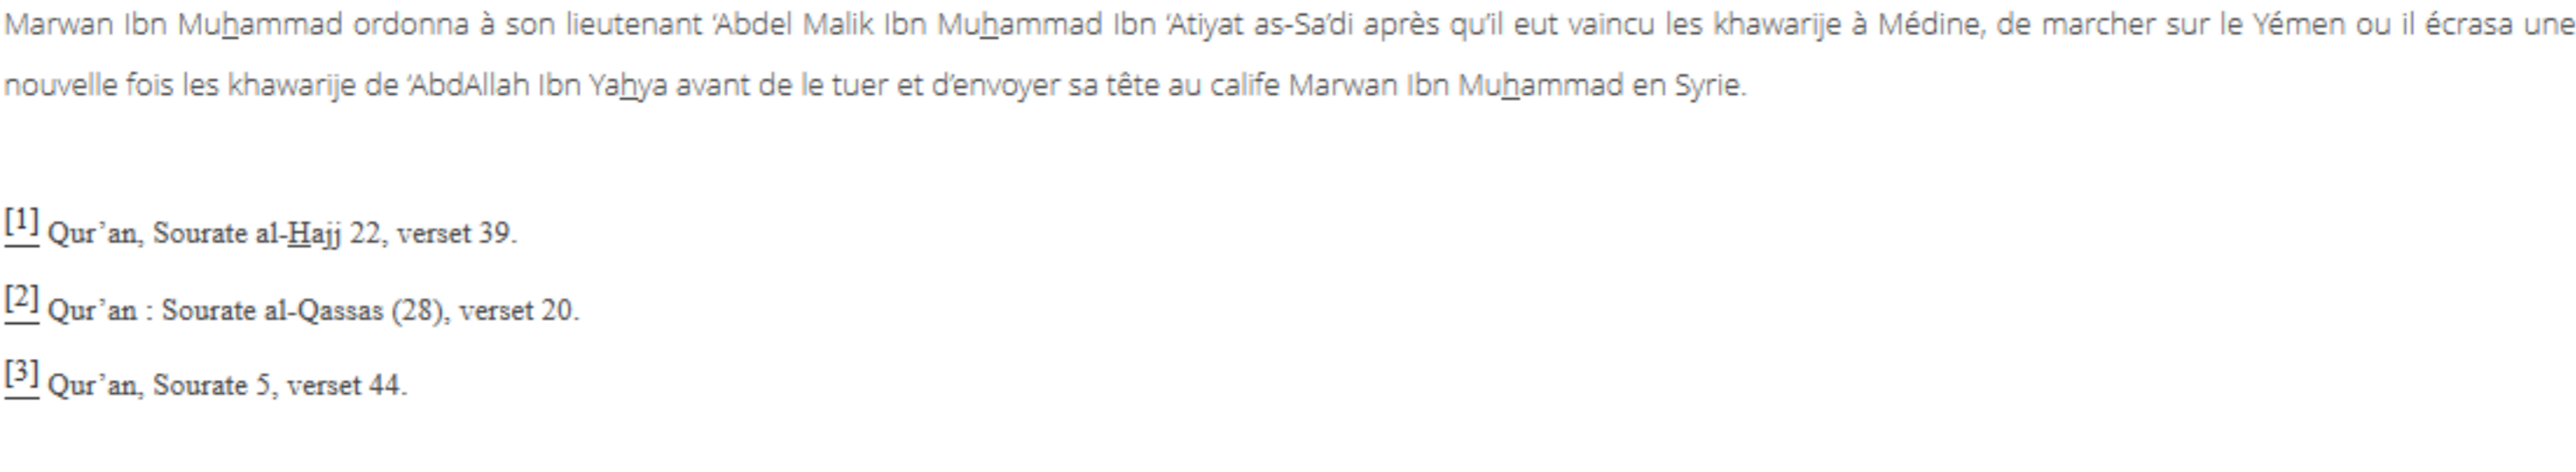 Marwan Ibn Muhammad ordonna à son lieutenant ‘Abdel Malik Ibn Muhammad Ibn ‘Atiyat as-Sa’di après qu’il eut vaincu les khawarije à Médine, de marcher sur le Yémen ou il écrasa une
nouvelle fois les khawarije de ‘AbdAllah Ibn Yahya avant de le tuer et d’envoyer sa tête au calife Marwan Ibn Muhammad en Syrie.
[1] Qur’an, Sourate al-Hajj 22, verset 39.
[2] Qur’an : Sourate al-Qassas (28), verset 20.
[3] Qur’an, Sourate 5, verset 44.